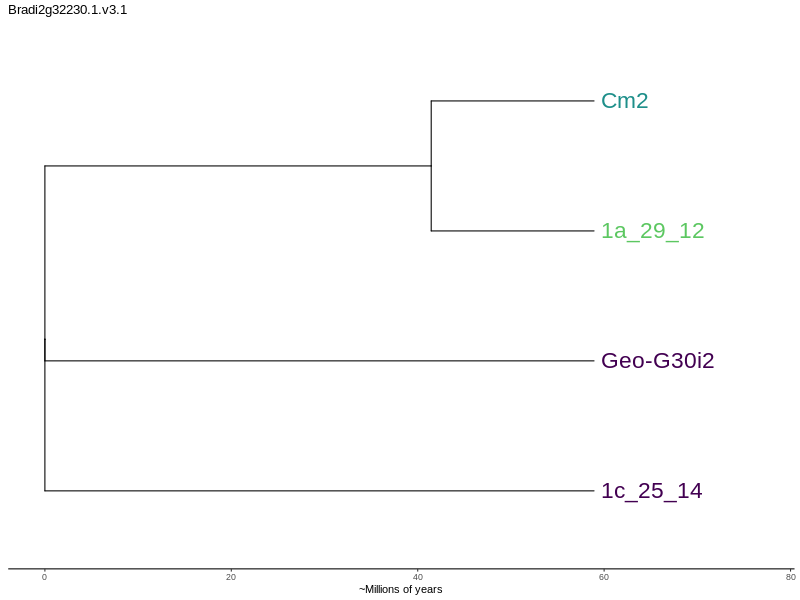 Bradi2g32230.1.v3.1
Cm2
1a_29_12
Geo-G30i2
1c_25_14
0 20 40 60 80
~Millions of years